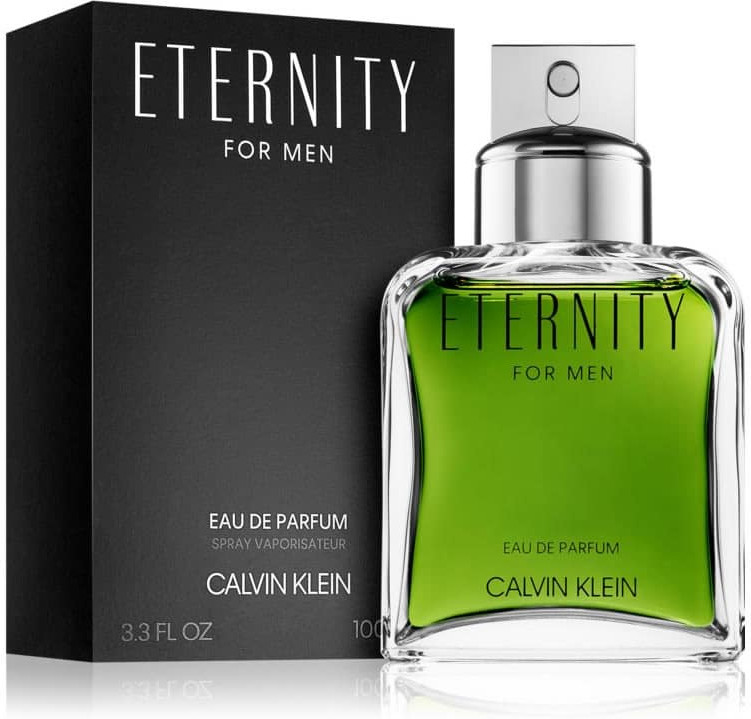 ETERNITY
FOR MEN
EAU DE PARFUM
SPRAY VAPORISATEUR
CALVIN KLEIN
3.3 FL OZ
ETERNITY
FOR MEN
EAU DE PARFUM
CALVIN KLEIN